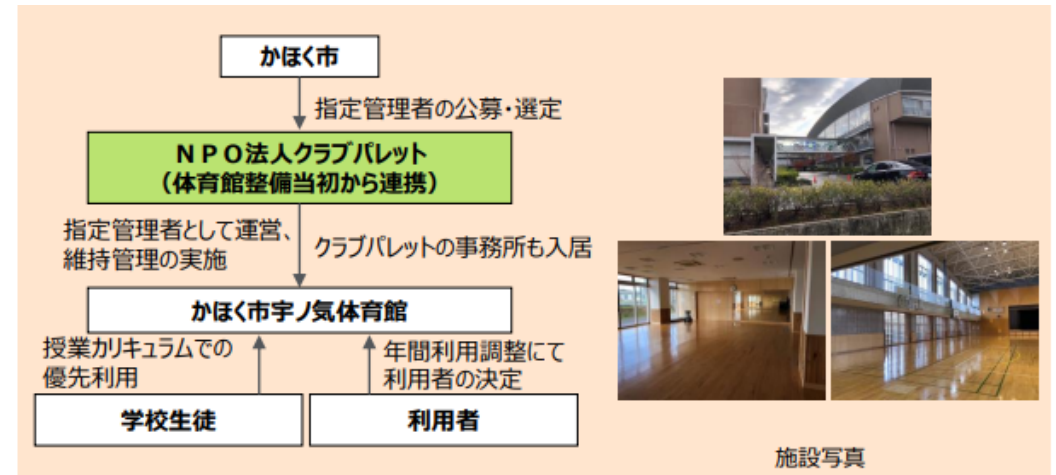 かほく市
指定管理者の公募・選定
ＮＰＯ法人クラブパレット
（体育館整備当初から連携）
指定管理者として運営、
維持管理の実施
クラブパレットの事務所も入居
かほく市宇ノ気体育館
授業カリキュラムでの
優先利用
年間利用調整にて
利用者の決定
学校生徒
利用者
施設写真